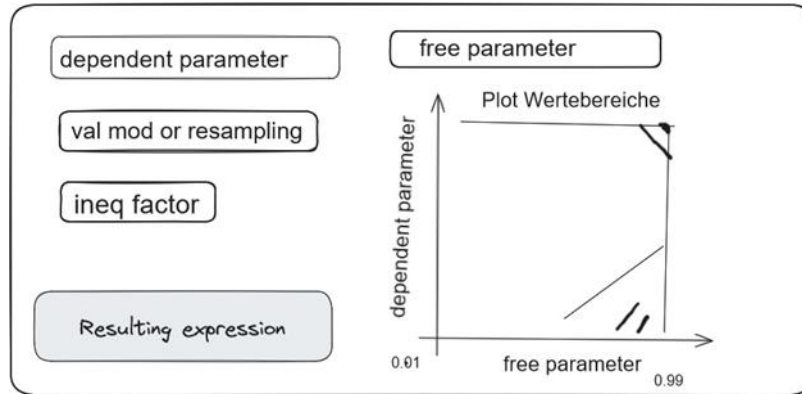 dependent parameter
free parameter
val mod or resampling
ineq factor
Resulting expression
Plot Wertebereiche
dependent parameter
0.01
free parameter
0.99